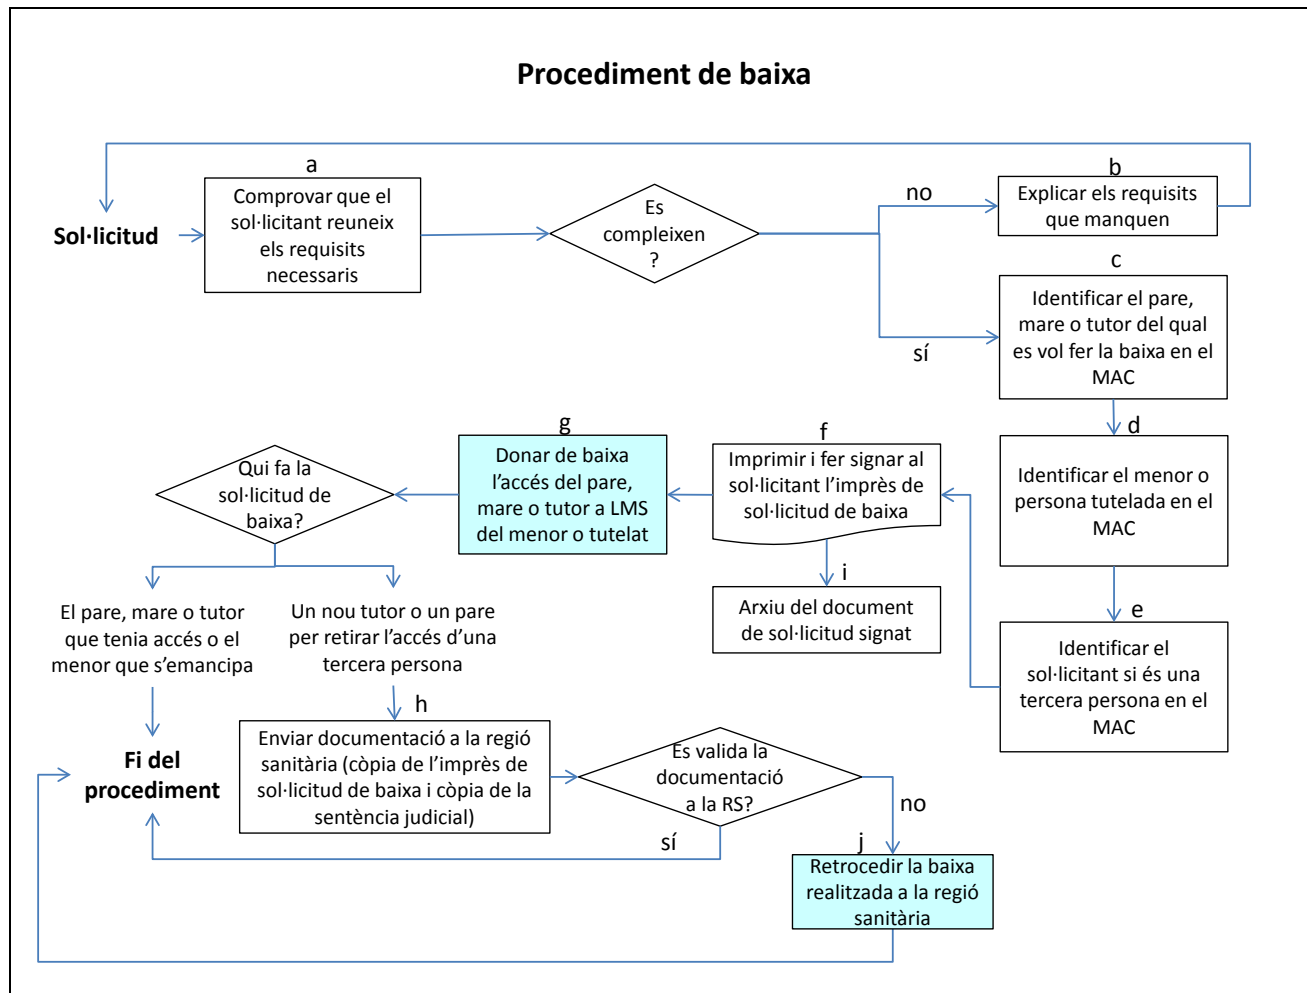 Procediment de baixa
a
Comprovar que el
sol·licitant reuneix
els requisits
necessaris
Sol·licitud
Es
compleixen
?
no
sí
b
Explicar els requisits
que manquen
c
Identificar el pare,
mare o tutor del qual
es vol fer la baixa en el
MAC
d
Identificar el menor o
persona tutelada en el
MAC
e
Identificar el
sol·licitant si és una
tercera persona en el
MAC
f
Imprimir i fer signar al
sol·licitant l’imprès de
sol·licitud de baixa
i
Arxiu del document
de sol·licitud signat
g
Donar de baixa
l’accés del pare,
mare o tutor a LMS
del menor o tutelat
Qui fa la
sol·licitud de
baixa?
El pare, mare o tutor
que tenia accés o el
menor que s’emancipa
Un nou tutor o un pare
per retirar l’accés d’una
tercera persona
h
Enviar documentació a la regió
sanitària (còpia de l’imprès de
sol·licitud de baixa i còpia de la
sentència judicial)
Es valida la
documentació
a la RS?
no
sí
j
Retrocedir la baixa
realitzada a la regió
sanitària
Fi del
procediment